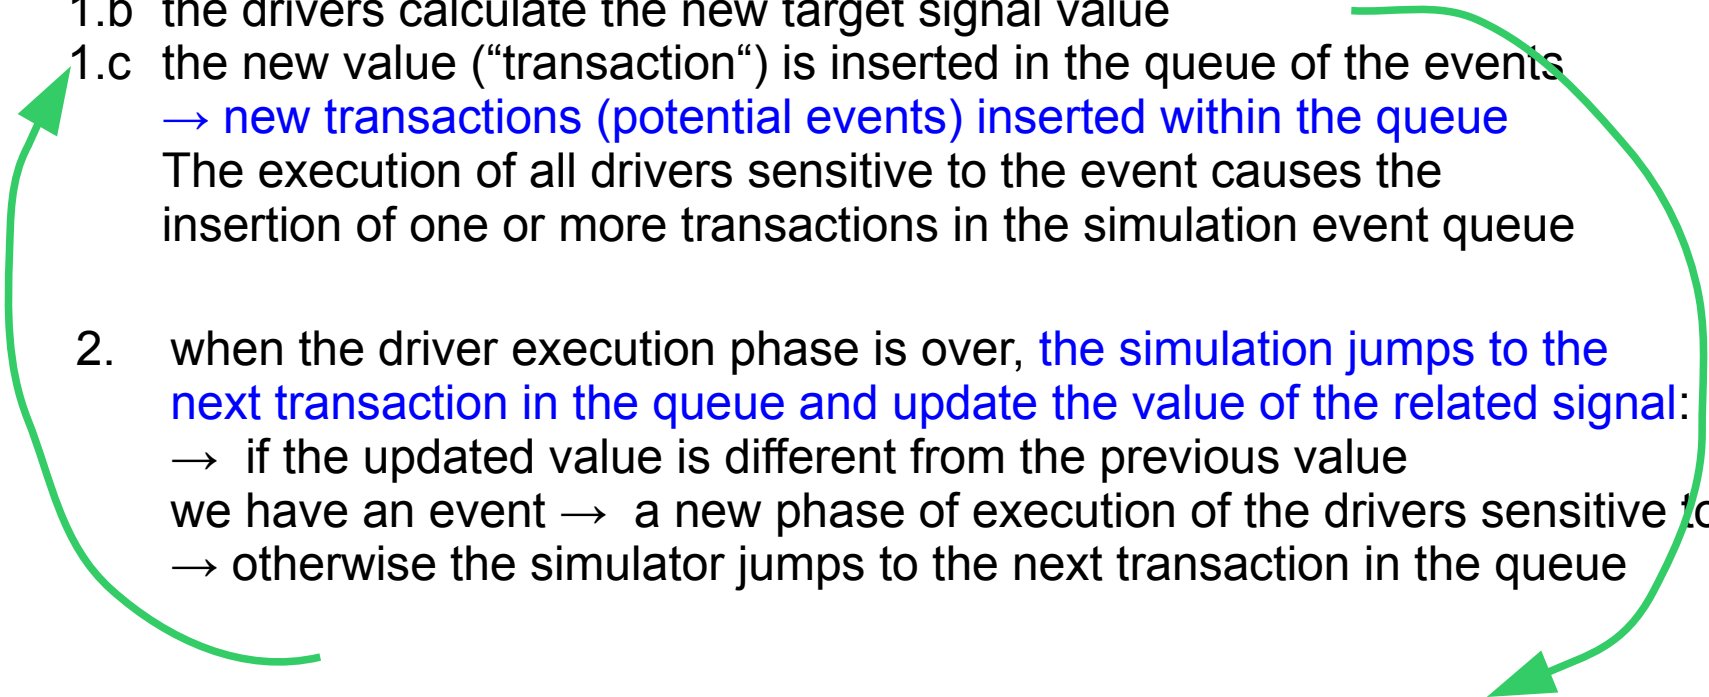 1.b the drivers calculate the new target signal value
1.c the new value (“transaction“) is inserted in the queue of the events
→ new transactions (potential events) inserted within the queue
The execution of all drivers sensitive to the event causes the
insertion of one or more transactions in the simulation event queue
2. when the driver execution phase is over, the simulation jumps to the
next transaction in the queue and update the value of the related signal:
→ if the updated value is different from the previous value
we have an event → a new phase of execution of the drivers sensitive to
→ otherwise the simulator jumps to the next transaction in the queue